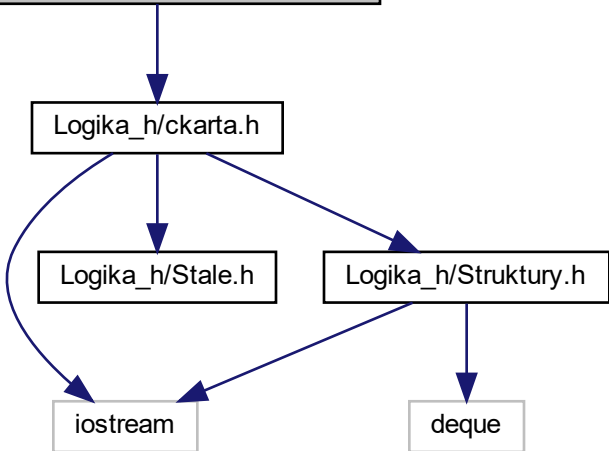 Logika_h/ckarta.h
Logika_h/Stale.h
Logika_h/Struktury.h
iostream
deque